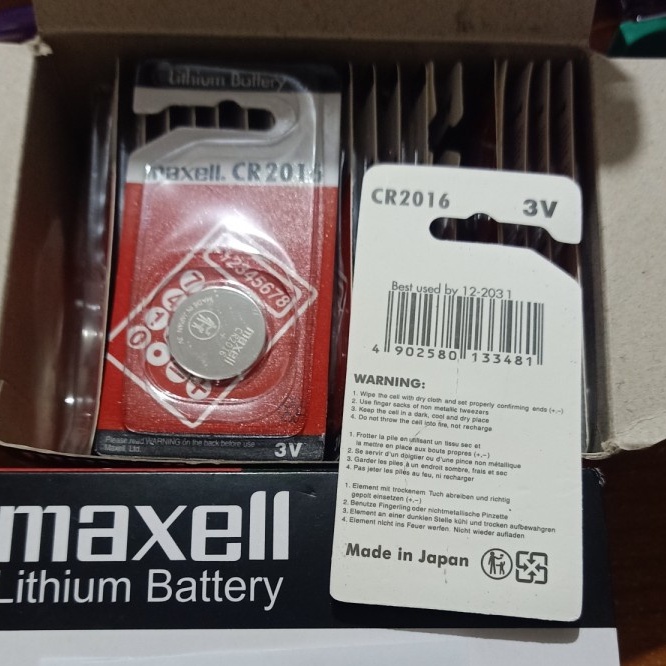 Lithium Battery
maxell. CR2016
12345678
MADE IN
JAPAN
maxell
CR2016
+
Please read WARNING on the back before use
Maxell, Ltd.
3V
maxell
Lithium Battery
CR2016
3V
Best used by 12-2031
4 902580 133481
WARNING:
1. Wipe the cell with dry cloth and set properly confirming ends (+,-)
2. Use finger sacks of non metallic tweezers
3. Keep the cell in a dark, cool and dry place
4. Do not throw the cell into fire, not recharge
1. Frotter la pile en utilisant un tissu sec et
la mettre en place aux bouts propres (+,-)
2. Se servir d'un doigtier ou d'une pince non métallique
3. Garder les piles à un endroit sombre, frais et sec
4. Pas jeter les piles au feu, ni recharger
1. Element mit trockenem Tuch abreiben und richtig
gepolt einsetzen (+,-)
2. Benutze Fingerling oder nichtmetallische Pinzette
3. Element an einer dunklen Stelle kühl und trocken aufbewahren
4. Element nicht ins Feuer werfen. Nicht wieder aufladen
Made in Japan